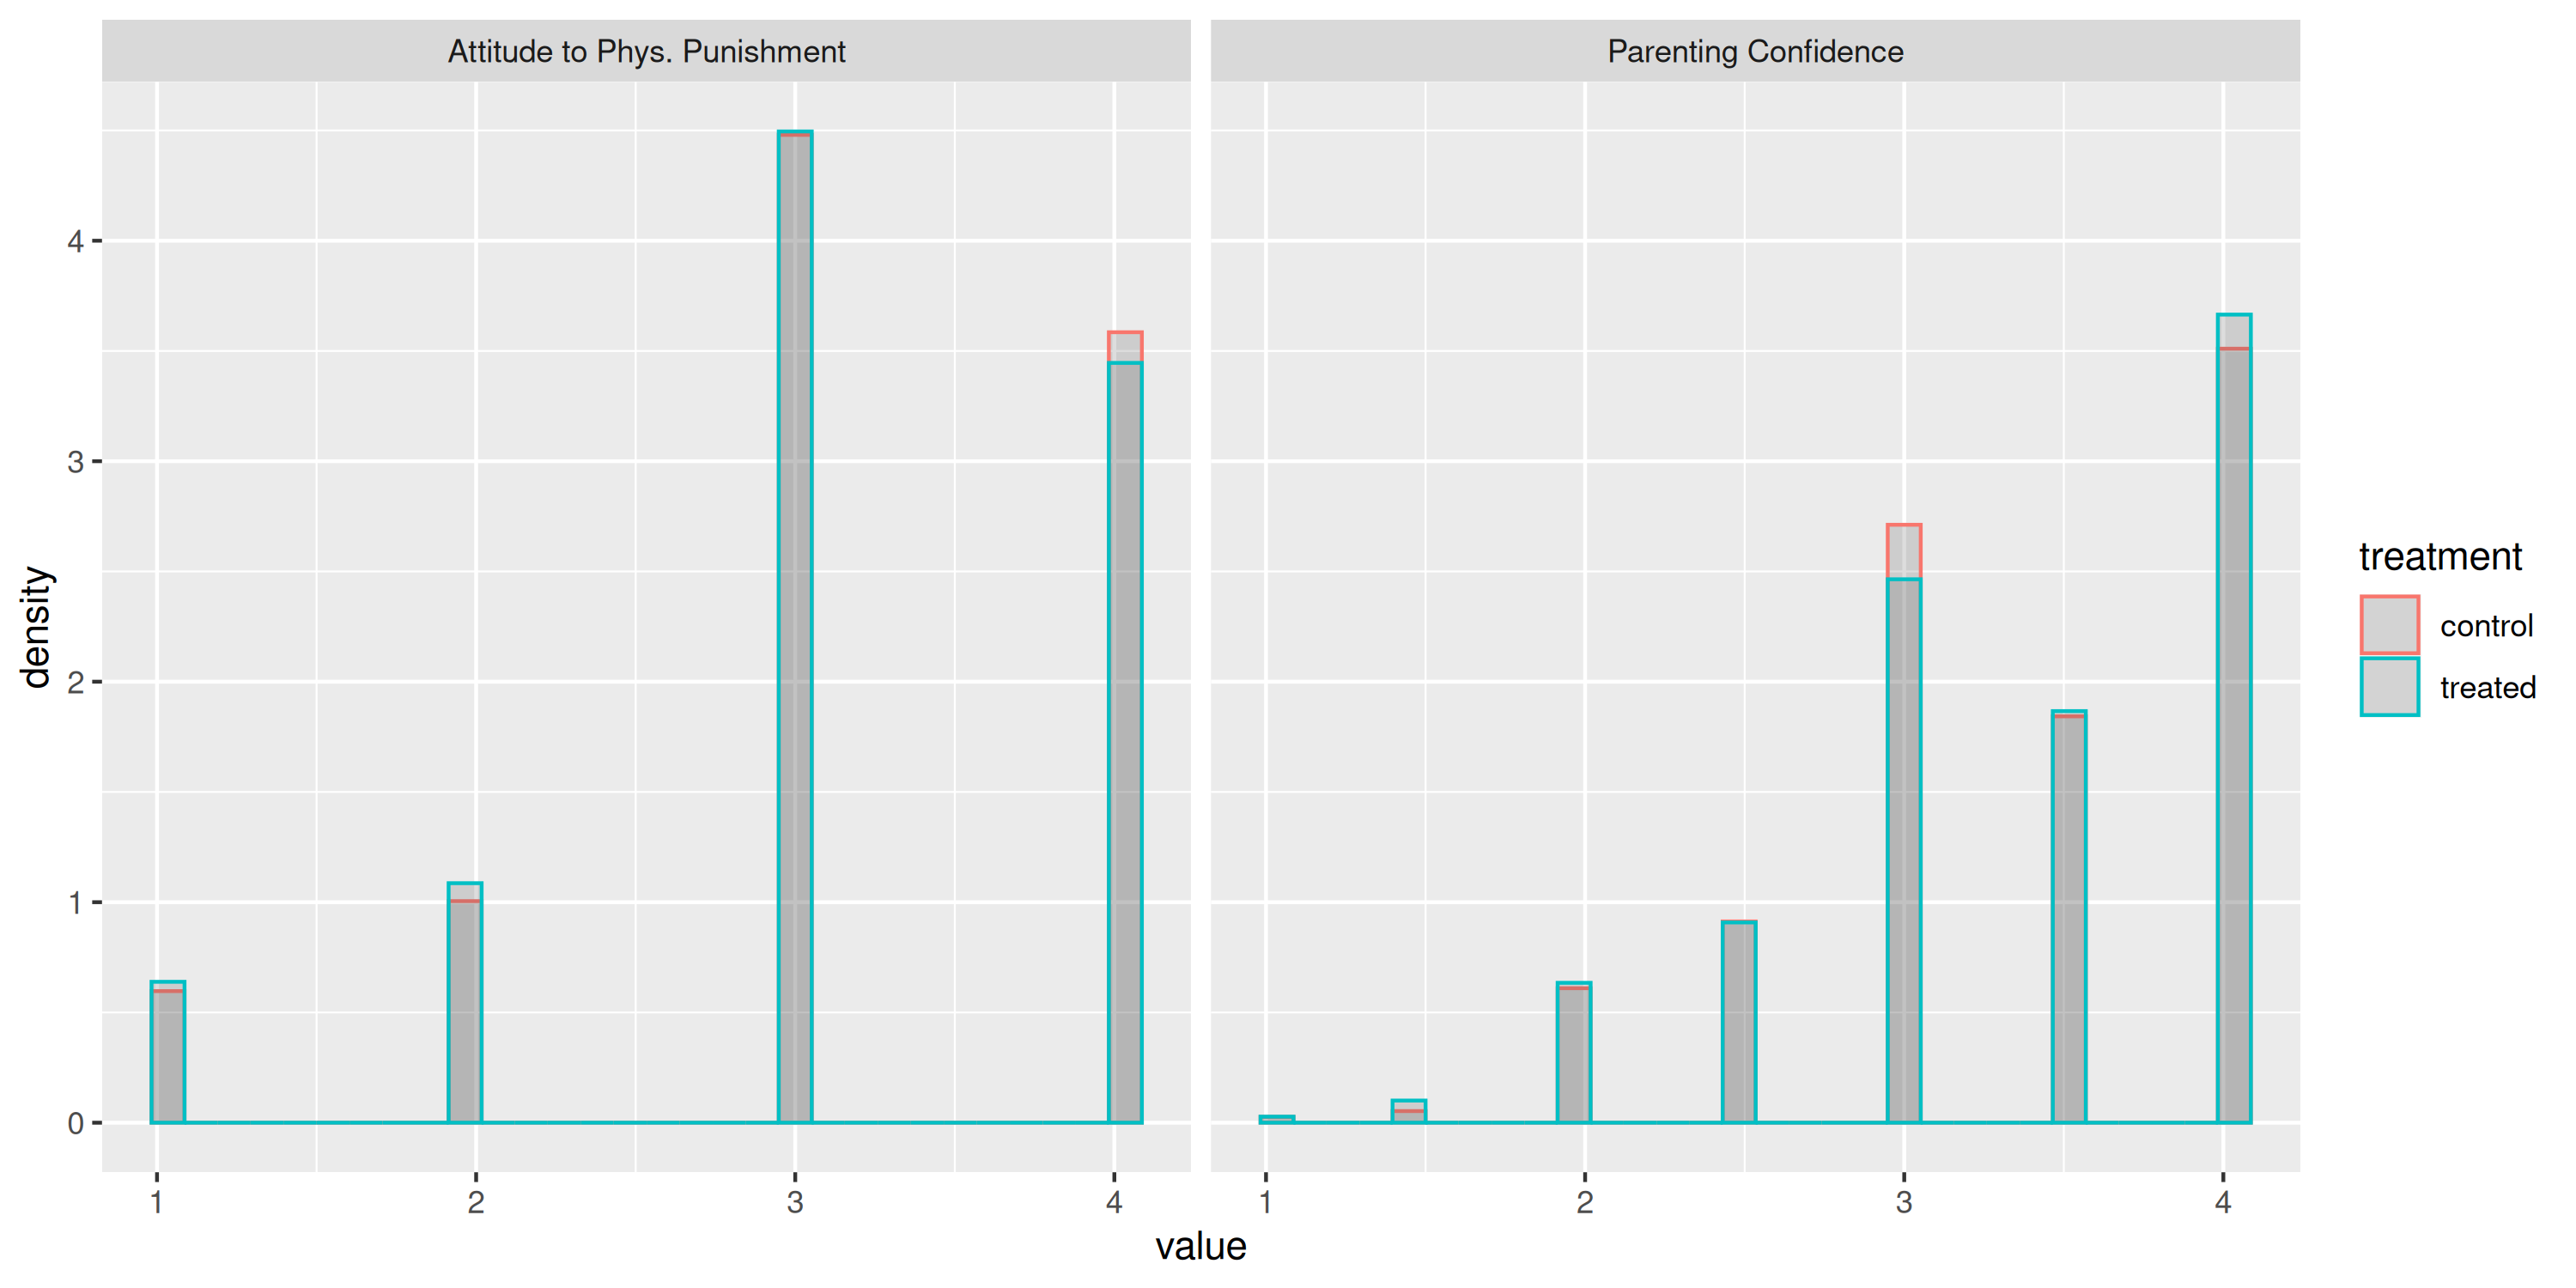 Attitude to Phys. Punishment
Parenting Confidence
density
4
3
2
1
0
1 2 3 4
1 2 3 4
value
treatment
control
treated